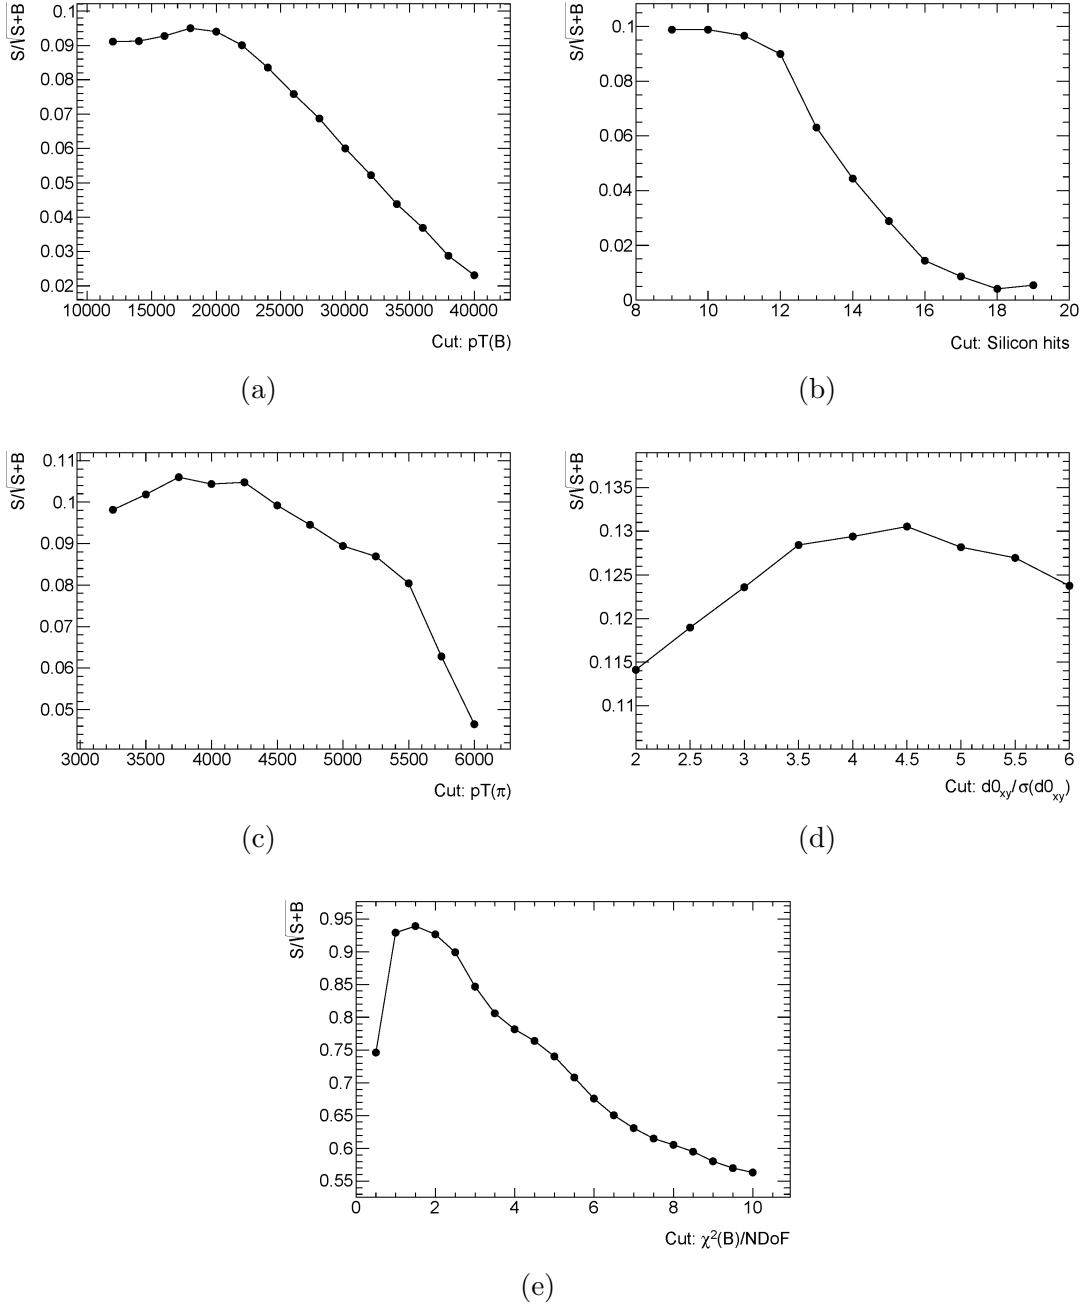 S/√S+B
0.1
0.09
0.08
0.07
0.06
0.05
0.04
0.03
0.02
10000 15000 20000 25000 30000 35000 40000
Cut: pT(B)
(a)
S/√S+B
0.1
0.08
0.06
0.04
0.02
0
8 10 12 14 16 18 20
Cut: Silicon hits
(b)
S/√S+B
0.11
0.1
0.09
0.08
0.07
0.06
0.05
3000 3500 4000 4500 5000 5500 6000
Cut: pT(π)
(c)
S/√S+B
0.135
0.13
0.125
0.12
0.115
0.11
2 2.5 3 3.5 4 4.5 5 5.5 6
Cut: d0xy/σ(d0xy)
(d)
S/√S+B
0.95
0.9
0.85
0.8
0.75
0.7
0.65
0.6
0.55
0 2 4 6 8 10
Cut: χ²(B)/NDoF
(e)